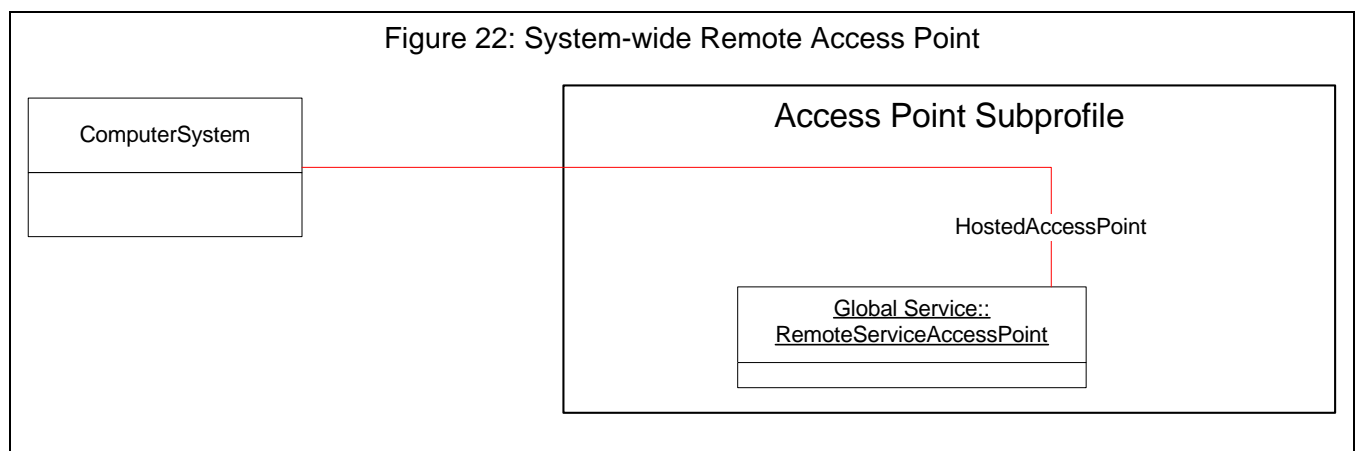 Figure 22: System-wide Remote Access Point
Access Point Subprofile
ComputerSystem
HostedAccessPoint
Global Service::
RemoteServiceAccessPoint